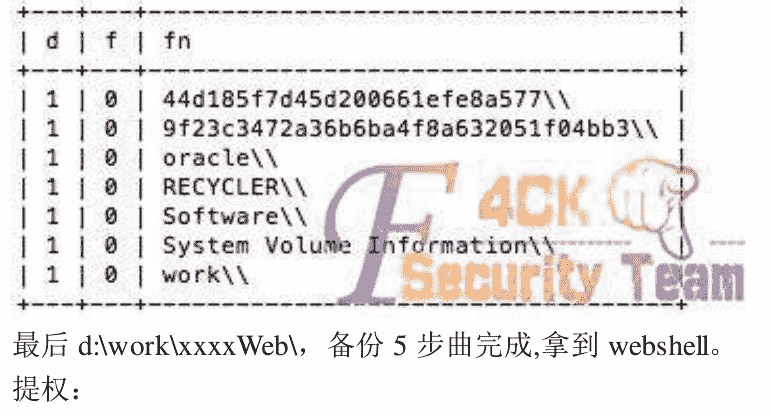 +---+---+------------------------------------+
| d | f | fn |
+---+---+------------------------------------+
| 1 | 0 | 44d185f7d45d200661efe8a577\\ |
| 1 | 0 | 9f23c3472a36b6ba4f8a632051f04bb3\\ |
| 1 | 0 | oracle\\ |
| 1 | 0 | RECYCLER\\ |
| 1 | 0 | Software\\ |
| 1 | 0 | System Volume Information\\ |
| 1 | 0 | work\\ |
+---+---+------------------------------------+
F4CK
Security Team
最后 d:\work\xxxxWeb\，备份 5 步曲完成,拿到 webshell。
提权：